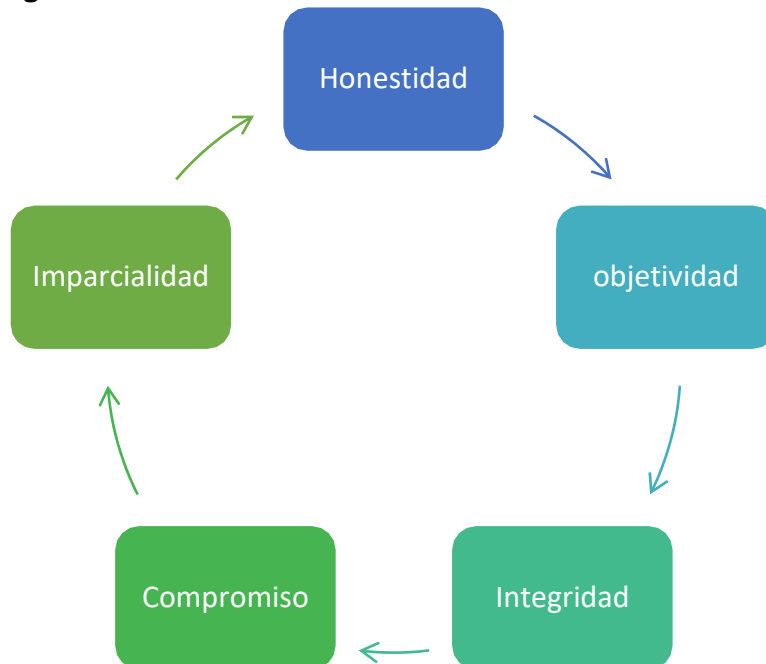 Honestidad
objetividad
Integridad
Compromiso
Imparcialidad